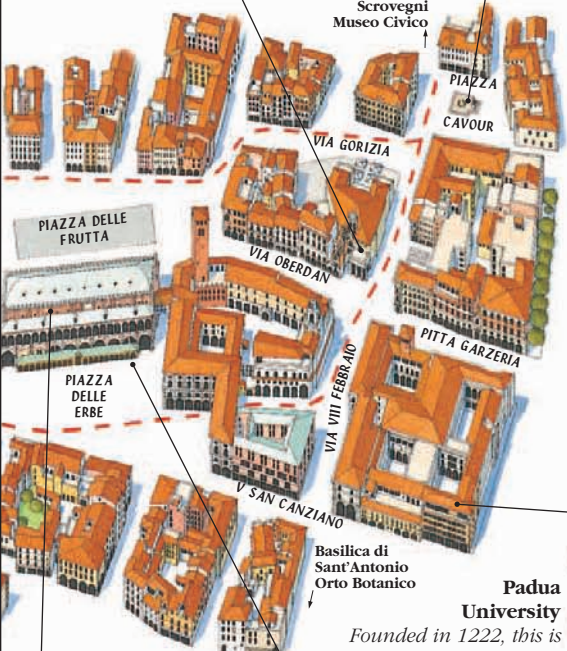 Scrovegni
Museo Civico
PIAZZA
CAVOUR
VIA GORIZIA
PIAZZA DELLE
FRUTTA
VIA OBERDAN
PITTA GARZERIA
PIAZZA
DELLE
ERBE
VIA VIII FEBBRAIO
V SAN CANZIANO
Basilica di
Sant'Antonio
Orto Botanico
Padua
University
Founded in 1222, this is